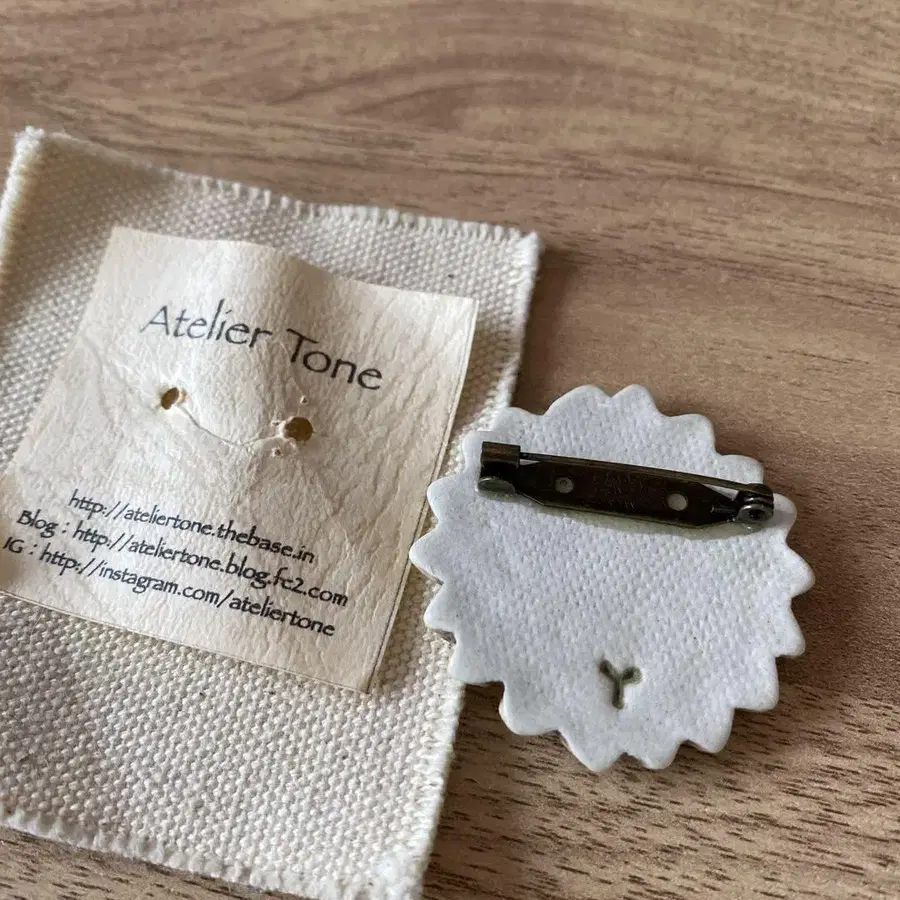 Atelier Tone
http://ateliertone.thebase.in
Blog : http://ateliertone.blog.fc2.com
IG : http://instagram.com/ateliertone
Y